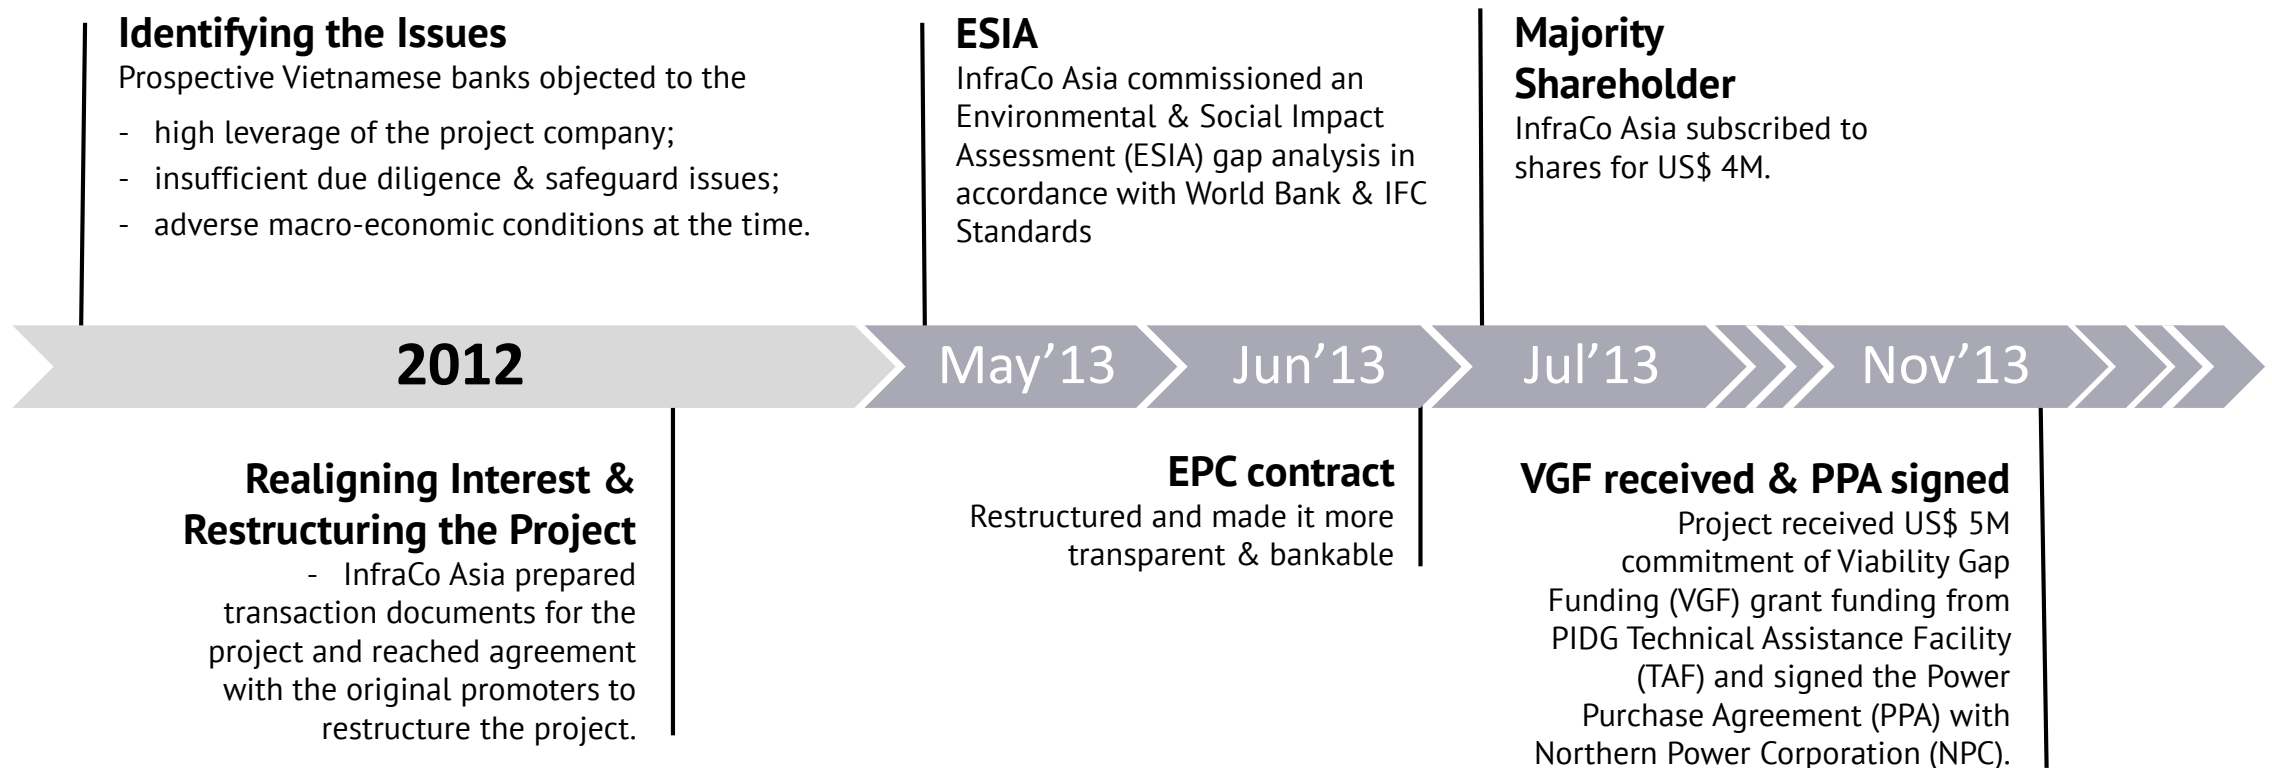 Identifying the Issues
Prospective Vietnamese banks objected to the
- high leverage of the project company;
- insufficient due diligence & safeguard issues;
- adverse macro-economic conditions at the time.
ESIA
InfraCo Asia commissioned an
Environmental & Social Impact
Assessment (ESIA) gap analysis in
accordance with World Bank & IFC
Standards
Majority
Shareholder
InfraCo Asia subscribed to
shares for US$ 4M.
2012
May’13
Jun’13
Jul’13
Nov’13
Realigning Interest &
Restructuring the Project
- InfraCo Asia prepared
transaction documents for the
project and reached agreement
with the original promoters to
restructure the project.
EPC contract
Restructured and made it more
transparent & bankable
VGF received & PPA signed
Project received US$ 5M
commitment of Viability Gap
Funding (VGF) grant funding from
PIDG Technical Assistance Facility
(TAF) and signed the Power
Purchase Agreement (PPA) with
Northern Power Corporation (NPC).